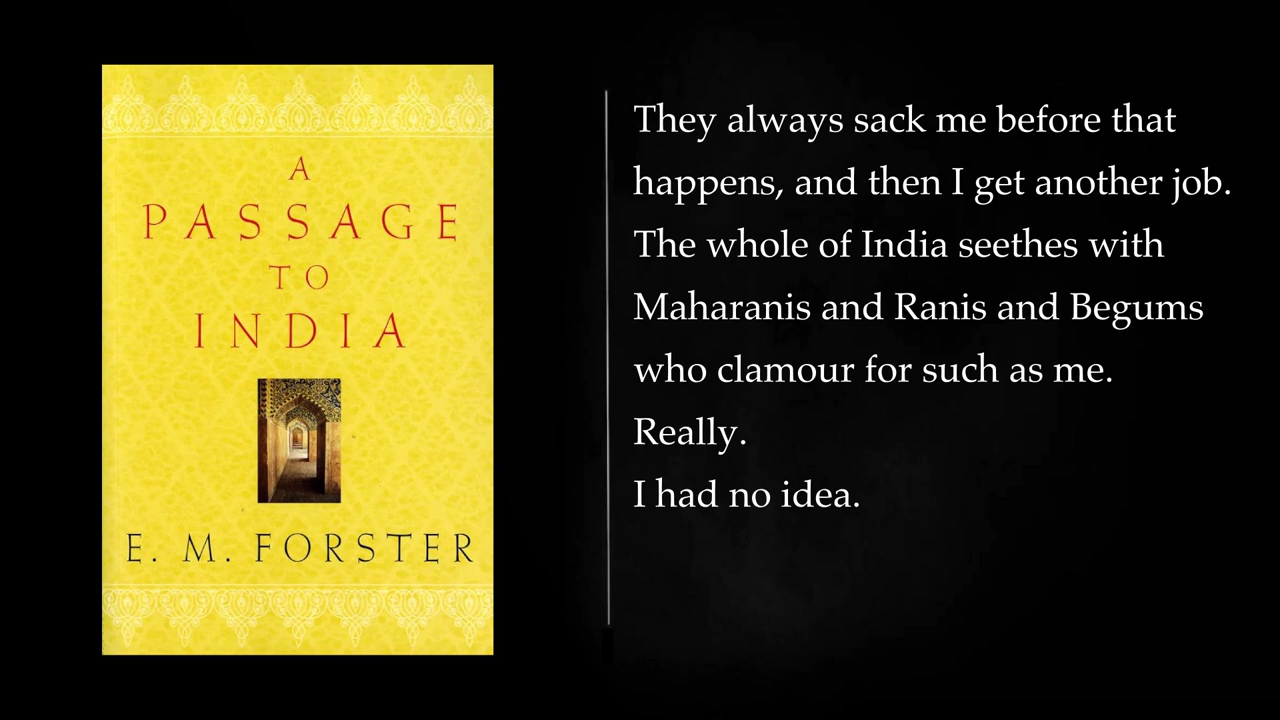 A
PASSAGE
TO
INDIA
E. M. FORSTER
They always sack me before that
happens, and then I get another job.
The whole of India seethes with
Maharanis and Ranis and Begums
who clamour for such as me.
Really.
I had no idea.